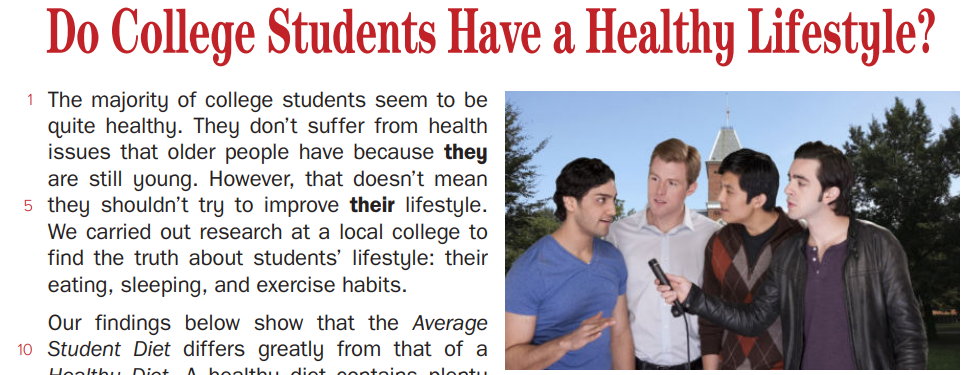 Do College Students Have a Healthy Lifestyle?
1 The majority of college students seem to be
quite healthy. They don't suffer from health
issues that older people have because they
are still young. However, that doesn't mean
5 they shouldn't try to improve their lifestyle.
We carried out research at a local college to
find the truth about students' lifestyle: their
eating, sleeping, and exercise habits.
Our findings below show that the Average
10 Student Diet differs greatly from that of a
Healthy Diet. A healthy diet contains plenty